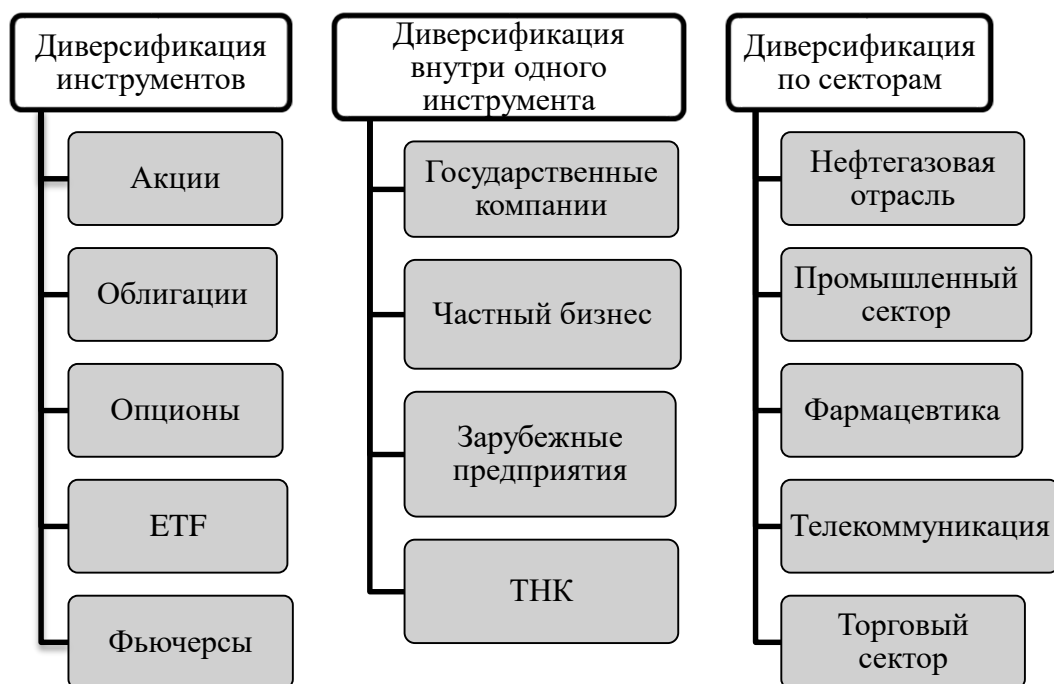 Диверсификация
инструментов
Акции
Облигации
Опционы
ETF
Фьючерсы
Диверсификация
внутри одного
инструмента
Государственные
компании
Частный бизнес
Зарубежные
предприятия
ТНК
Диверсификация
по секторам
Нефтегазовая
отрасль
Промышленный
сектор
Фармацевтика
Телекоммуникация
Торговый
сектор